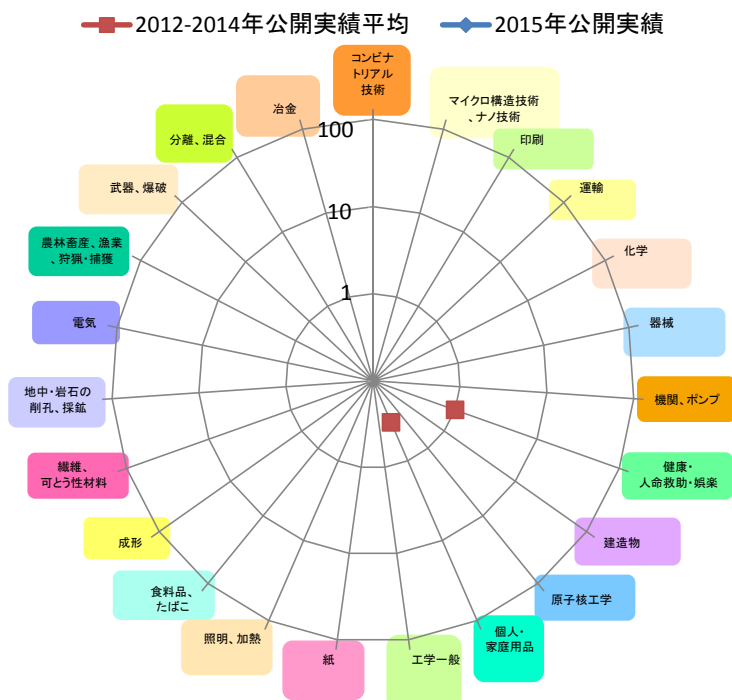 2012-2014年公開実績平均
2015年公開実績
コンビナ
トリアル
技術
マイクロ構造技術
、ナノ技術
印刷
運輸
化学
器械
機関、ポンプ
健康・
人命救助・娯楽
建造物
原子核工学
個人・
家庭用品
工学一般
紙
照明、加熱
食料品、
たばこ
成形
繊維、
可とう性材料
地中・岩石の
削孔、採鉱
電気
農林畜産、漁業
、狩猟・捕獲
武器、爆破
分離、混合
冶金
100
10
1